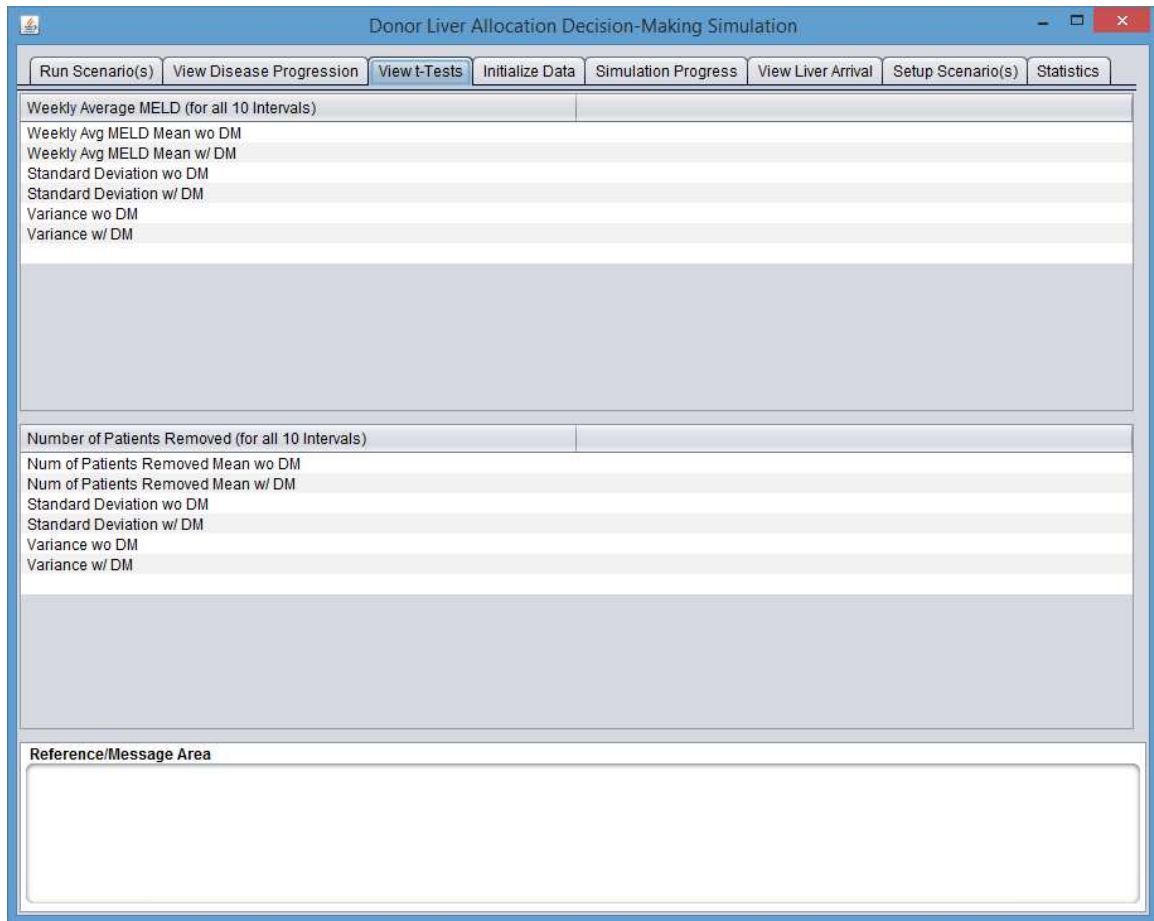 Donor Liver Allocation Decision-Making Simulation
Run Scenario(s) View Disease Progression View t-Tests Initialize Data Simulation Progress View Liver Arrival Setup Scenario(s) Statistics
Weekly Average MELD (for all 10 Intervals)
Weekly Avg MELD Mean wo DM
Weekly Avg MELD Mean w/ DM
Standard Deviation wo DM
Standard Deviation w/ DM
Variance wo DM
Variance w/ DM
Number of Patients Removed (for all 10 Intervals)
Num of Patients Removed Mean wo DM
Num of Patients Removed Mean w/ DM
Standard Deviation wo DM
Standard Deviation w/ DM
Variance wo DM
Variance w/ DM
Reference/Message Area